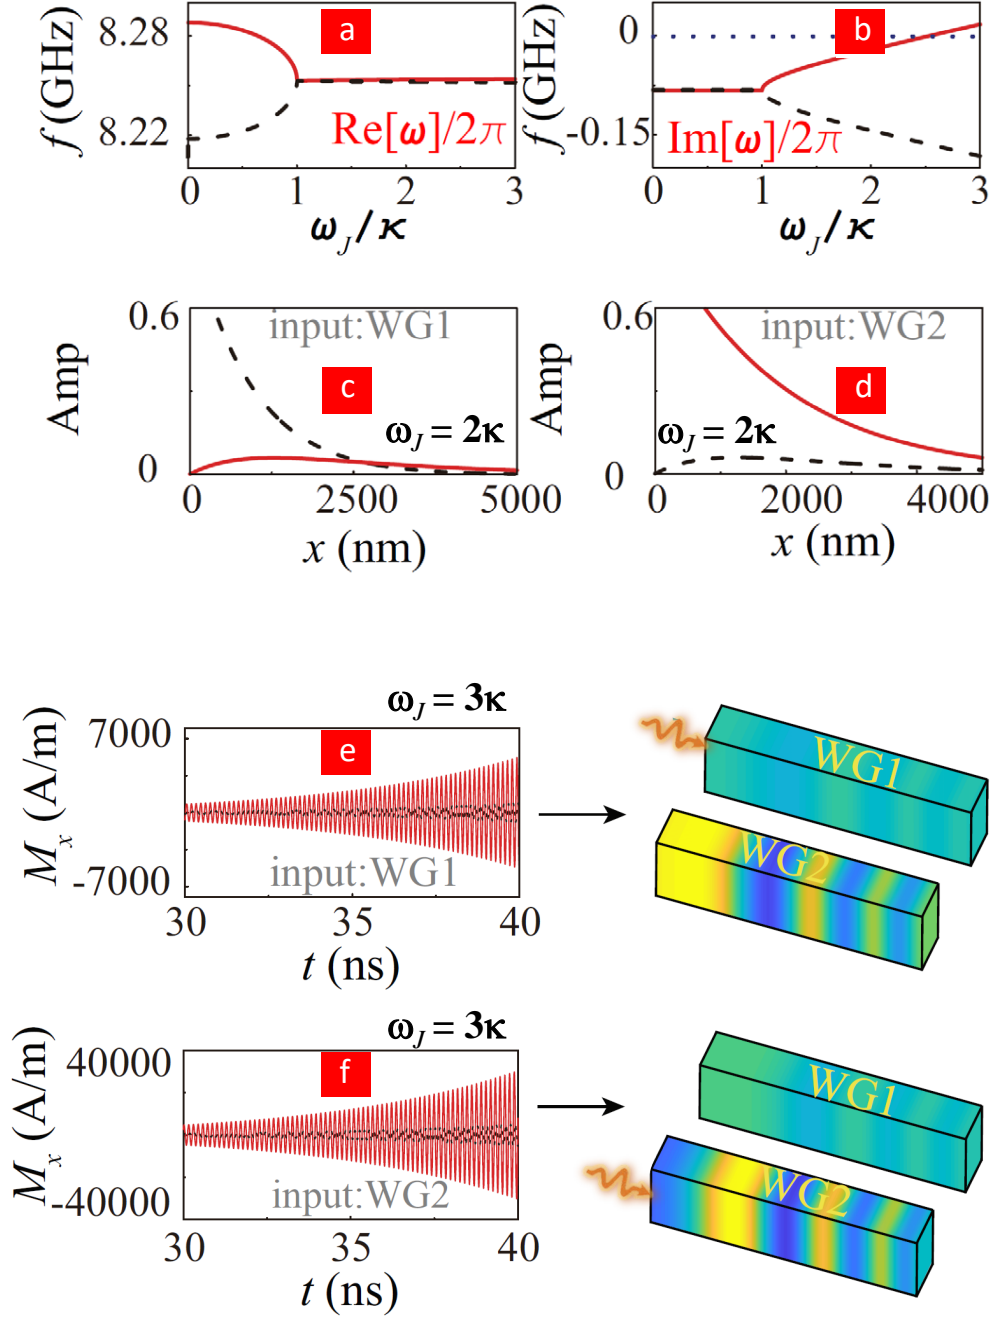 8.28
8.22
f (GHz)
a
Re[ω]/2π
0 1 2 3
ω_J / κ
0
-0.15
f (GHz)
b
Im[ω]/2π
0 1 2 3
ω_J / κ
0.6
0
Amp
input:WG1
c
ω_J = 2κ
0 2500 5000
x (nm)
0.6
0
Amp
input:WG2
d
ω_J = 2κ
0 2000 4000
x (nm)
ω_J = 3κ
7000
-7000
M_x (A/m)
e
input:WG1
30 35 40
t (ns)
WG1
WG2
ω_J = 3κ
40000
-40000
M_x (A/m)
f
input:WG2
30 35 40
t (ns)
WG1
WG2